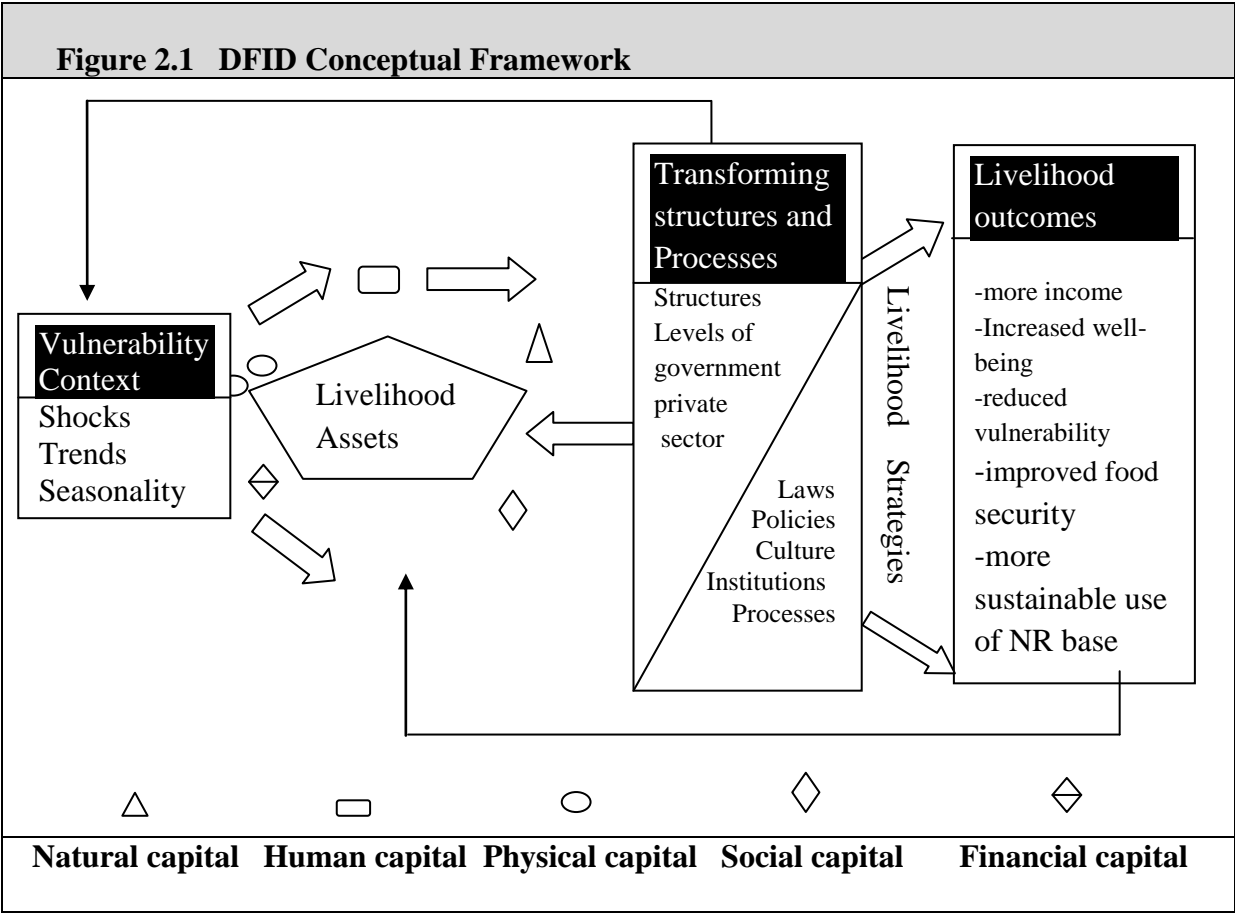 Figure 2.1 DFID Conceptual Framework
Vulnerability
Context
Shocks
Trends
Seasonality
Livelihood
Assets
Transforming
structures and
Processes
Structures
Levels of
government
private
sector
Laws
Policies
Culture
Institutions
Processes
Livelihood Strategies
Livelihood
outcomes
-more income
-Increased well-
being
-reduced
vulnerability
-improved food
security
-more
sustainable use
of NR base
Natural capital Human capital Physical capital Social capital Financial capital